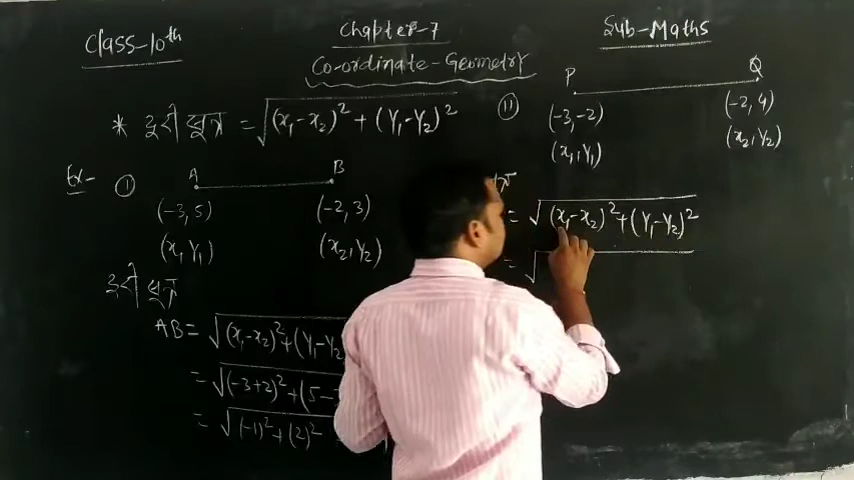 Class-10th
Chapter-7
Sub-Maths
Co-ordinate-Geometry
* दूरी सूत्र = √(x₁-x₂)² + (Y₁-Y₂)²
Ex- (i) A B
(-3,5) (-2,3)
(x₁,Y₁) (x₂,Y₂)
दूरी सूत्र
AB = √(x₁-x₂)²+(Y₁-Y₂
= √(-3+2)²+(5-
= √(-1)²+(2)²
(ii) P Q
(-3,-2) (-2,4)
(x₁,Y₁) (x₂,Y₂)
= √(x₁-x₂)²+(Y₁-Y₂)²
= √